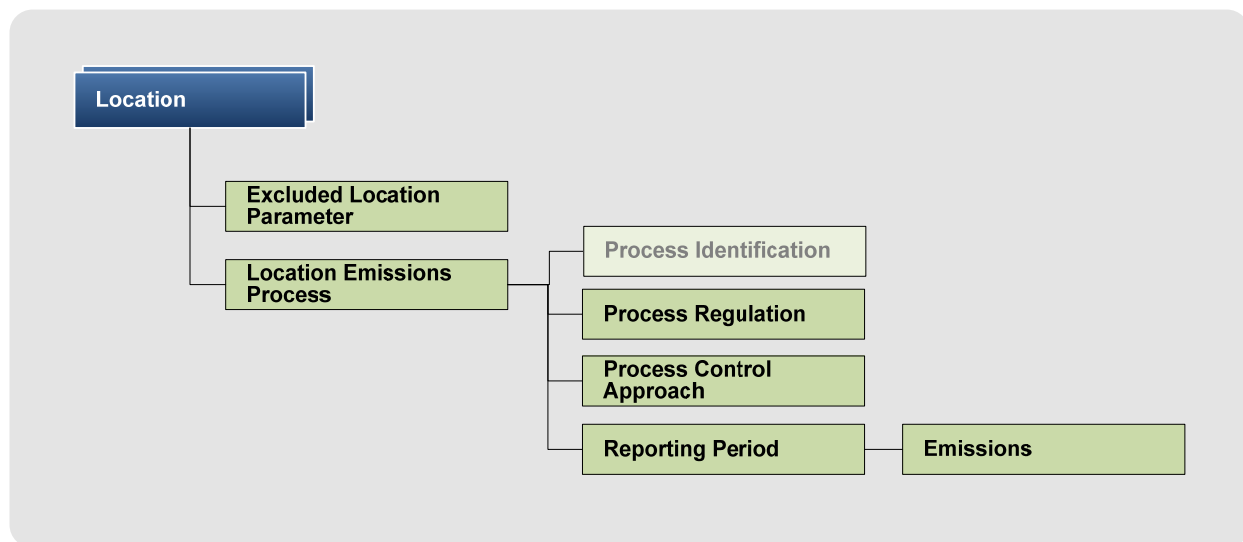 Location
Excluded Location
Parameter
Location Emissions
Process
Process Identification
Process Regulation
Process Control
Approach
Reporting Period
Emissions